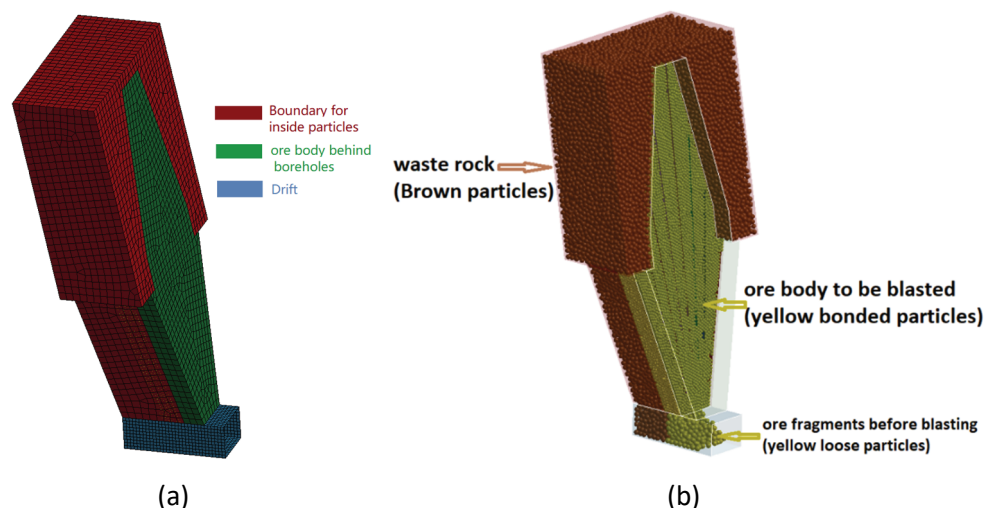 Boundary for
inside particles
ore body behind
boreholes
Drift
waste rock
(Brown particles)
ore body to be blasted
(yellow bonded particles)
ore fragments before blasting
(yellow loose particles)
(a)
(b)